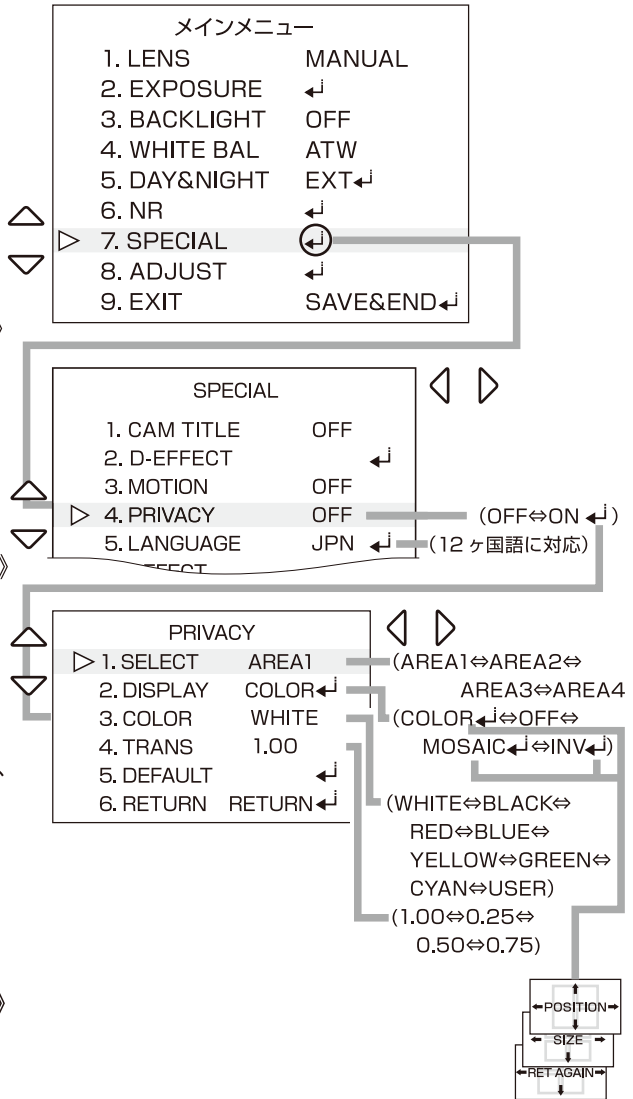 メインメニュー
1. LENS MANUAL
2. EXPOSURE ↵
3. BACKLIGHT OFF
4. WHITE BAL ATW
5. DAY&NIGHT EXT↵
6. NR ↵
7. SPECIAL ↵
8. ADJUST ↵
9. EXIT SAVE&END↵
SPECIAL
1. CAM TITLE OFF
2. D-EFFECT ↵
3. MOTION OFF
4. PRIVACY OFF (OFF⇔ON ↵)
5. LANGUAGE JPN ↵ (12 ヶ国語に対応)
PRIVACY
1. SELECT AREA1 (AREA1⇔AREA2⇔
AREA3⇔AREA4
2. DISPLAY COLOR↵ (COLOR↵⇔OFF⇔
MOSAIC↵⇔INV↵)
3. COLOR WHITE
4. TRANS 1.00
5. DEFAULT ↵
6. RETURN RETURN↵
(WHITE⇔BLACK⇔
RED⇔BLUE⇔
YELLOW⇔GREEN⇔
CYAN⇔USER)
(1.00⇔0.25⇔
0.50⇔0.75)
POSITION
SIZE
RET AGAIN